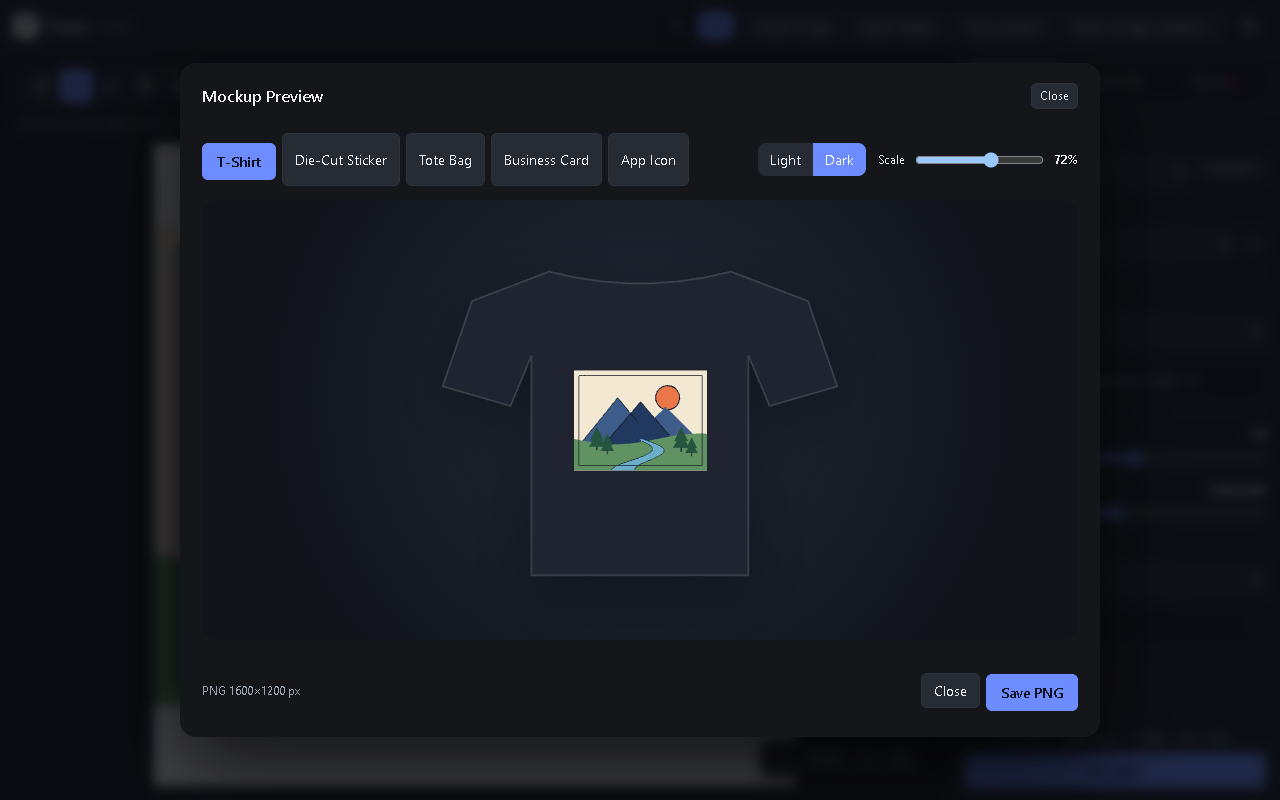 Mockup Preview
Close
T-Shirt
Die-Cut Sticker
Tote Bag
Business Card
App Icon
Light
Dark
Scale
72%
PNG 1600×1200 px
Close
Save PNG